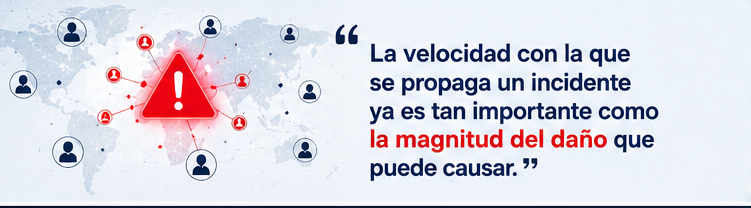 “ La velocidad con la que
se propaga un incidente
ya es tan importante como
la magnitud del daño que
puede causar. ”